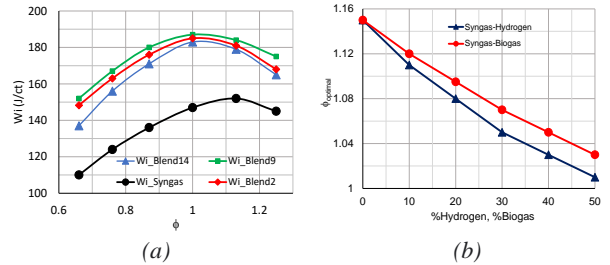 (a)
200
180
160
140
120
100
Wi (J/ct)
Wi_Blend14
Wi_Blend9
Wi_Syngas
Wi_Blend2
0.6
0.8
1
1.2
ϕ
(a)
1.16
1.12
1.08
1.04
1
ϕoptimal
Syngas-Hydrogen
Syngas-Biogas
0
10
20
30
40
50
%Hydrogen, %Biogas
(b)